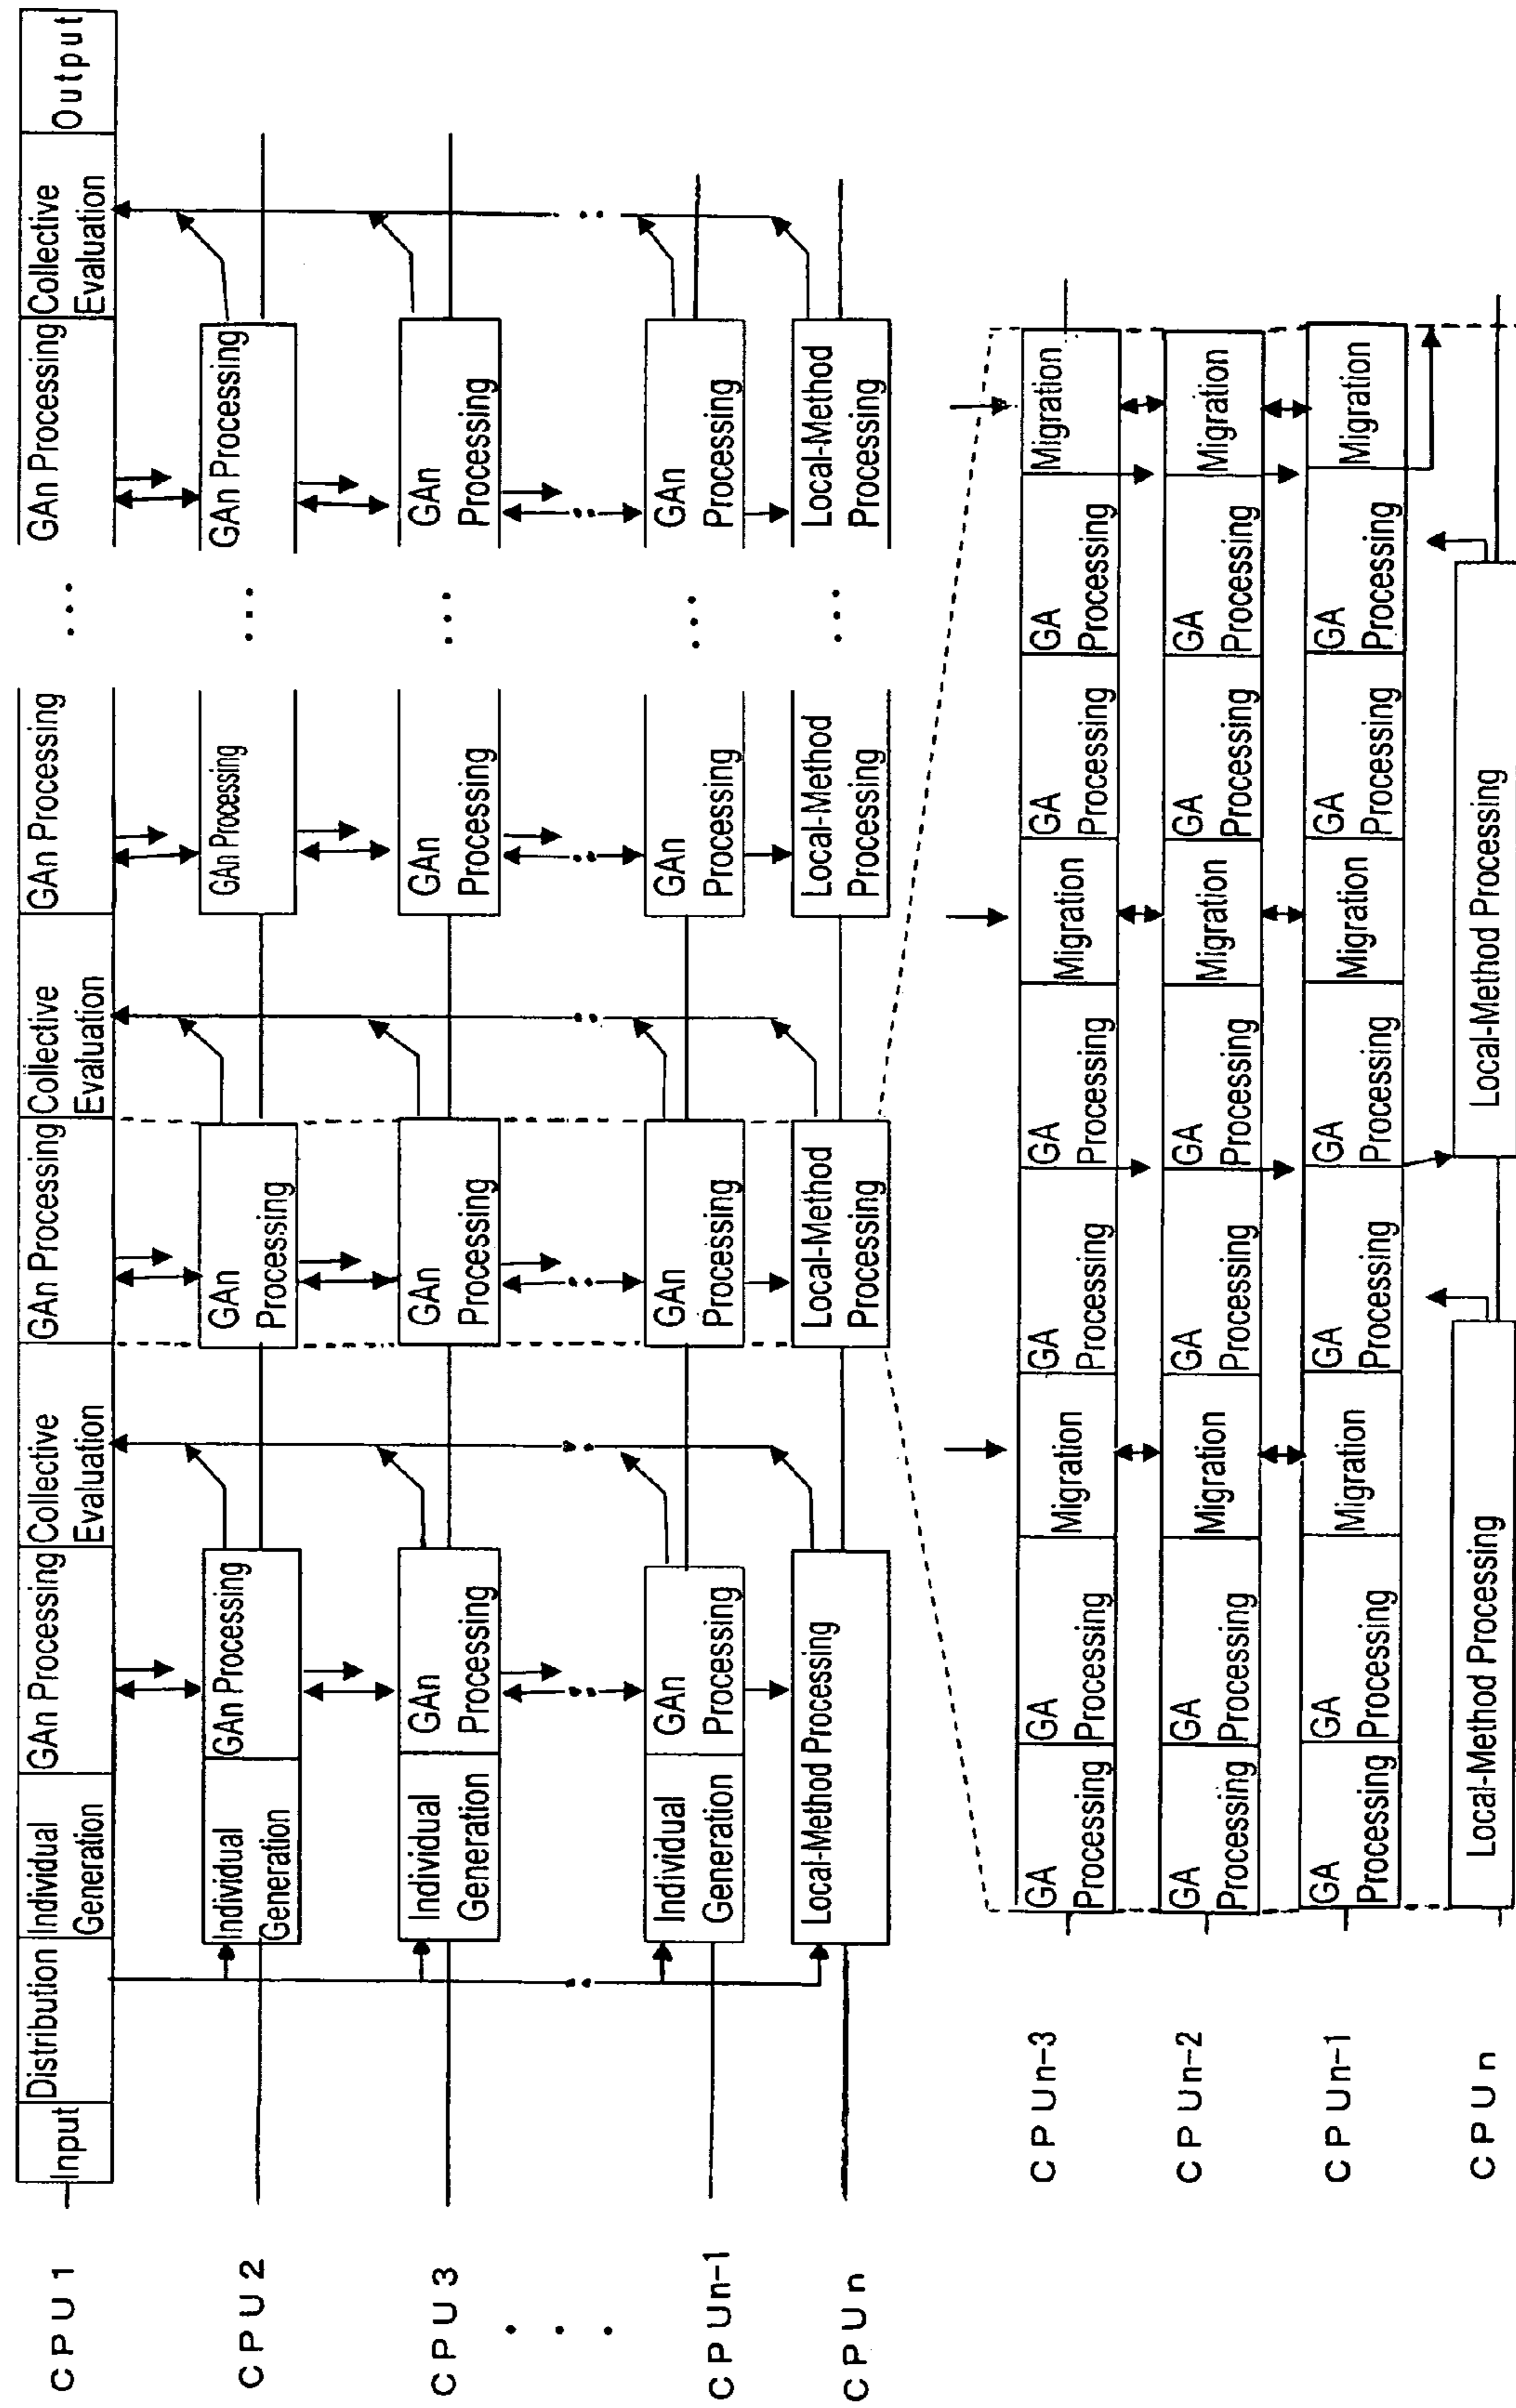 CPU1
Input
Distribution
Individual
Generation
GAn Processing
Collective
Evaluation
GAn Processing
Collective
Evaluation
GAn Processing
...
GAn Processing
Collective
Evaluation
Output
CPU2
Individual
Generation
GAn Processing
GAn
Processing
GAn Processing
...
GAn Processing
CPU3
Individual
Generation
GAn
Processing
GAn
Processing
GAn
Processing
...
GAn
Processing
CPUn-1
Individual
Generation
GAn
Processing
GAn
Processing
GAn
Processing
...
GAn
Processing
CPUn
Local-Method Processing
Local-Method
Processing
Local-Method
Processing
...
Local-Method
Processing
CPUn-3
GA
Processing
GA
Processing
Migration
GA
Processing
GA
Processing
Migration
GA
Processing
GA
Processing
Migration
CPUn-2
GA
Processing
GA
Processing
Migration
GA
Processing
GA
Processing
Migration
GA
Processing
GA
Processing
Migration
CPUn-1
GA
Processing
GA
Processing
Migration
GA
Processing
GA
Processing
Migration
GA
Processing
GA
Processing
Migration
CPUn
Local-Method Processing
Local-Method Processing